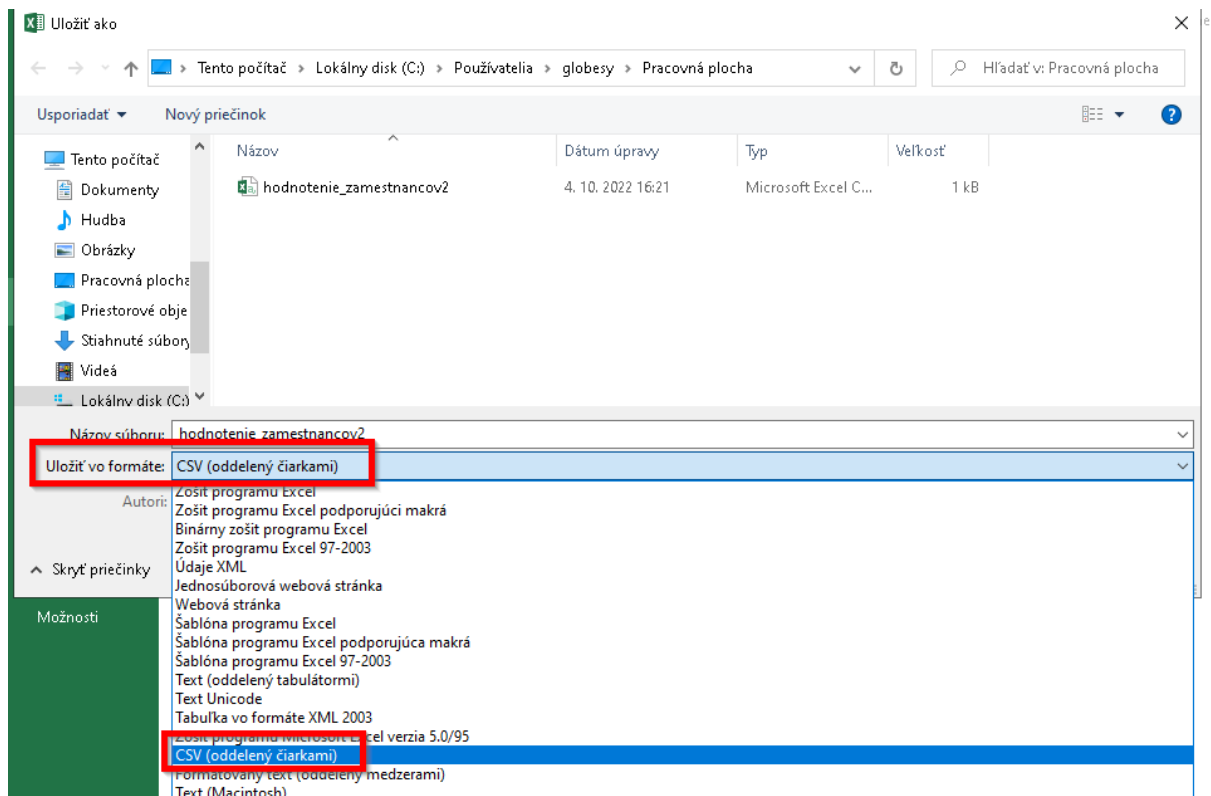 Uložiť ako
Tento počítač > Lokálny disk (C:) > Používatelia > globesy > Pracovná plocha
Hľadať v: Pracovná plocha
Usporiadať Nový priečinok
Názov Dátum úpravy Typ Veľkosť
hodnotenie_zamestnancov2 4. 10. 2022 16:21 Microsoft Excel C... 1 kB
Tento počítač
Dokumenty
Hudba
Obrázky
Pracovná plocha
Priestorové obje
Stiahnuté súbory
Videá
Lokálny disk (C:)
Názov súboru: hodnotenie_zamestnancov2
Uložiť vo formáte: CSV (oddelený čiarkami)
Autori:
Zošit programu Excel
Zošit programu Excel podporujúci makrá
Binárny zošit programu Excel
Zošit programu Excel 97-2003
Údaje XML
Jednosúborová webová stránka
Webová stránka
Šablóna programu Excel
Šablóna programu Excel podporujúca makrá
Šablóna programu Excel 97-2003
Text (oddelený tabulátormi)
Text Unicode
Tabuľka vo formáte XML 2003
Zošit programu Microsoft Excel verzia 5.0/95
CSV (oddelený čiarkami)
Formátovaný text (oddelený medzerami)
Text (Macintosh)
Skryť priečinky
Možnosti